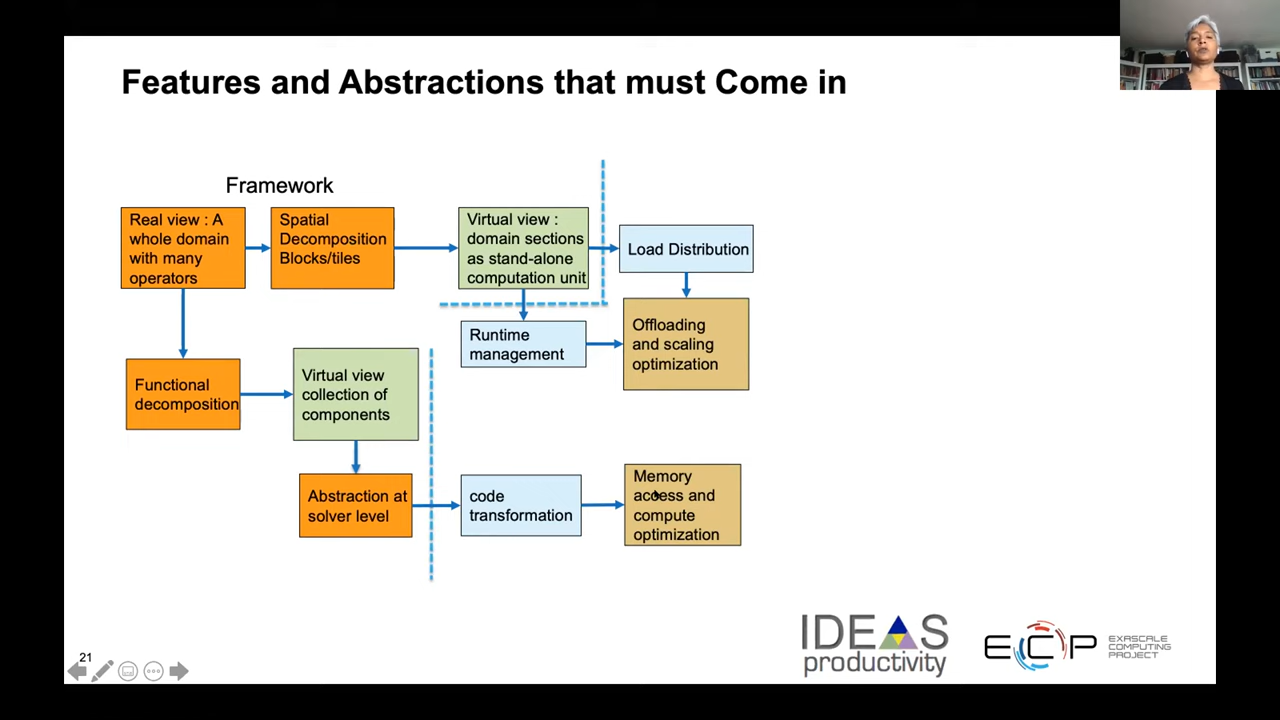 Features and Abstractions that must Come in
Framework
Real view : A
whole domain
with many
operators
Spatial
Decomposition
Blocks/tiles
Virtual view :
domain sections
as stand-alone
computation unit
Load Distribution
Runtime
management
Offloading
and scaling
optimization
Functional
decomposition
Virtual view
collection of
components
Abstraction at
solver level
code
transformation
Memory
access and
compute
optimization
21
IDEAS
productivity
ECP
EXASCALE
COMPUTING
PROJECT